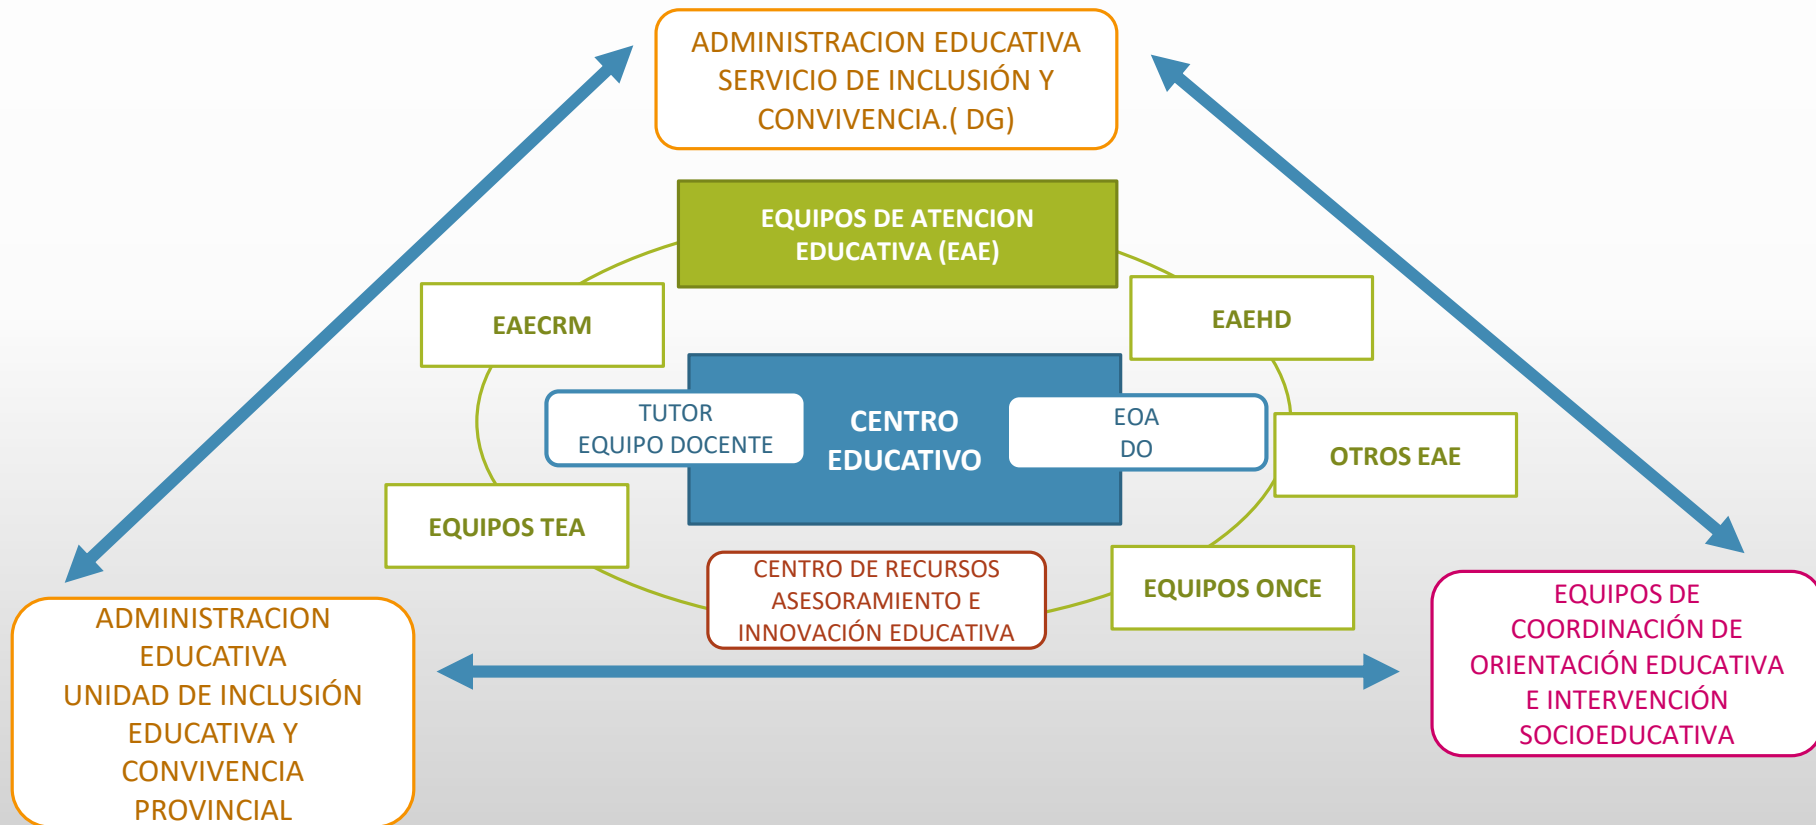 ADMINISTRACION EDUCATIVA
SERVICIO DE INCLUSIÓN Y
CONVIVENCIA.( DG)
EQUIPOS DE ATENCION
EDUCATIVA (EAE)
EAECRM
EAEHD
TUTOR
EQUIPO DOCENTE
CENTRO
EDUCATIVO
EOA
DO
OTROS EAE
EQUIPOS TEA
CENTRO DE RECURSOS
ASESORAMIENTO E
INNOVACIÓN EDUCATIVA
EQUIPOS ONCE
ADMINISTRACION
EDUCATIVA
UNIDAD DE INCLUSIÓN
EDUCATIVA Y
CONVIVENCIA
PROVINCIAL
EQUIPOS DE
COORDINACIÓN DE
ORIENTACIÓN EDUCATIVA
E INTERVENCIÓN
SOCIOEDUCATIVA